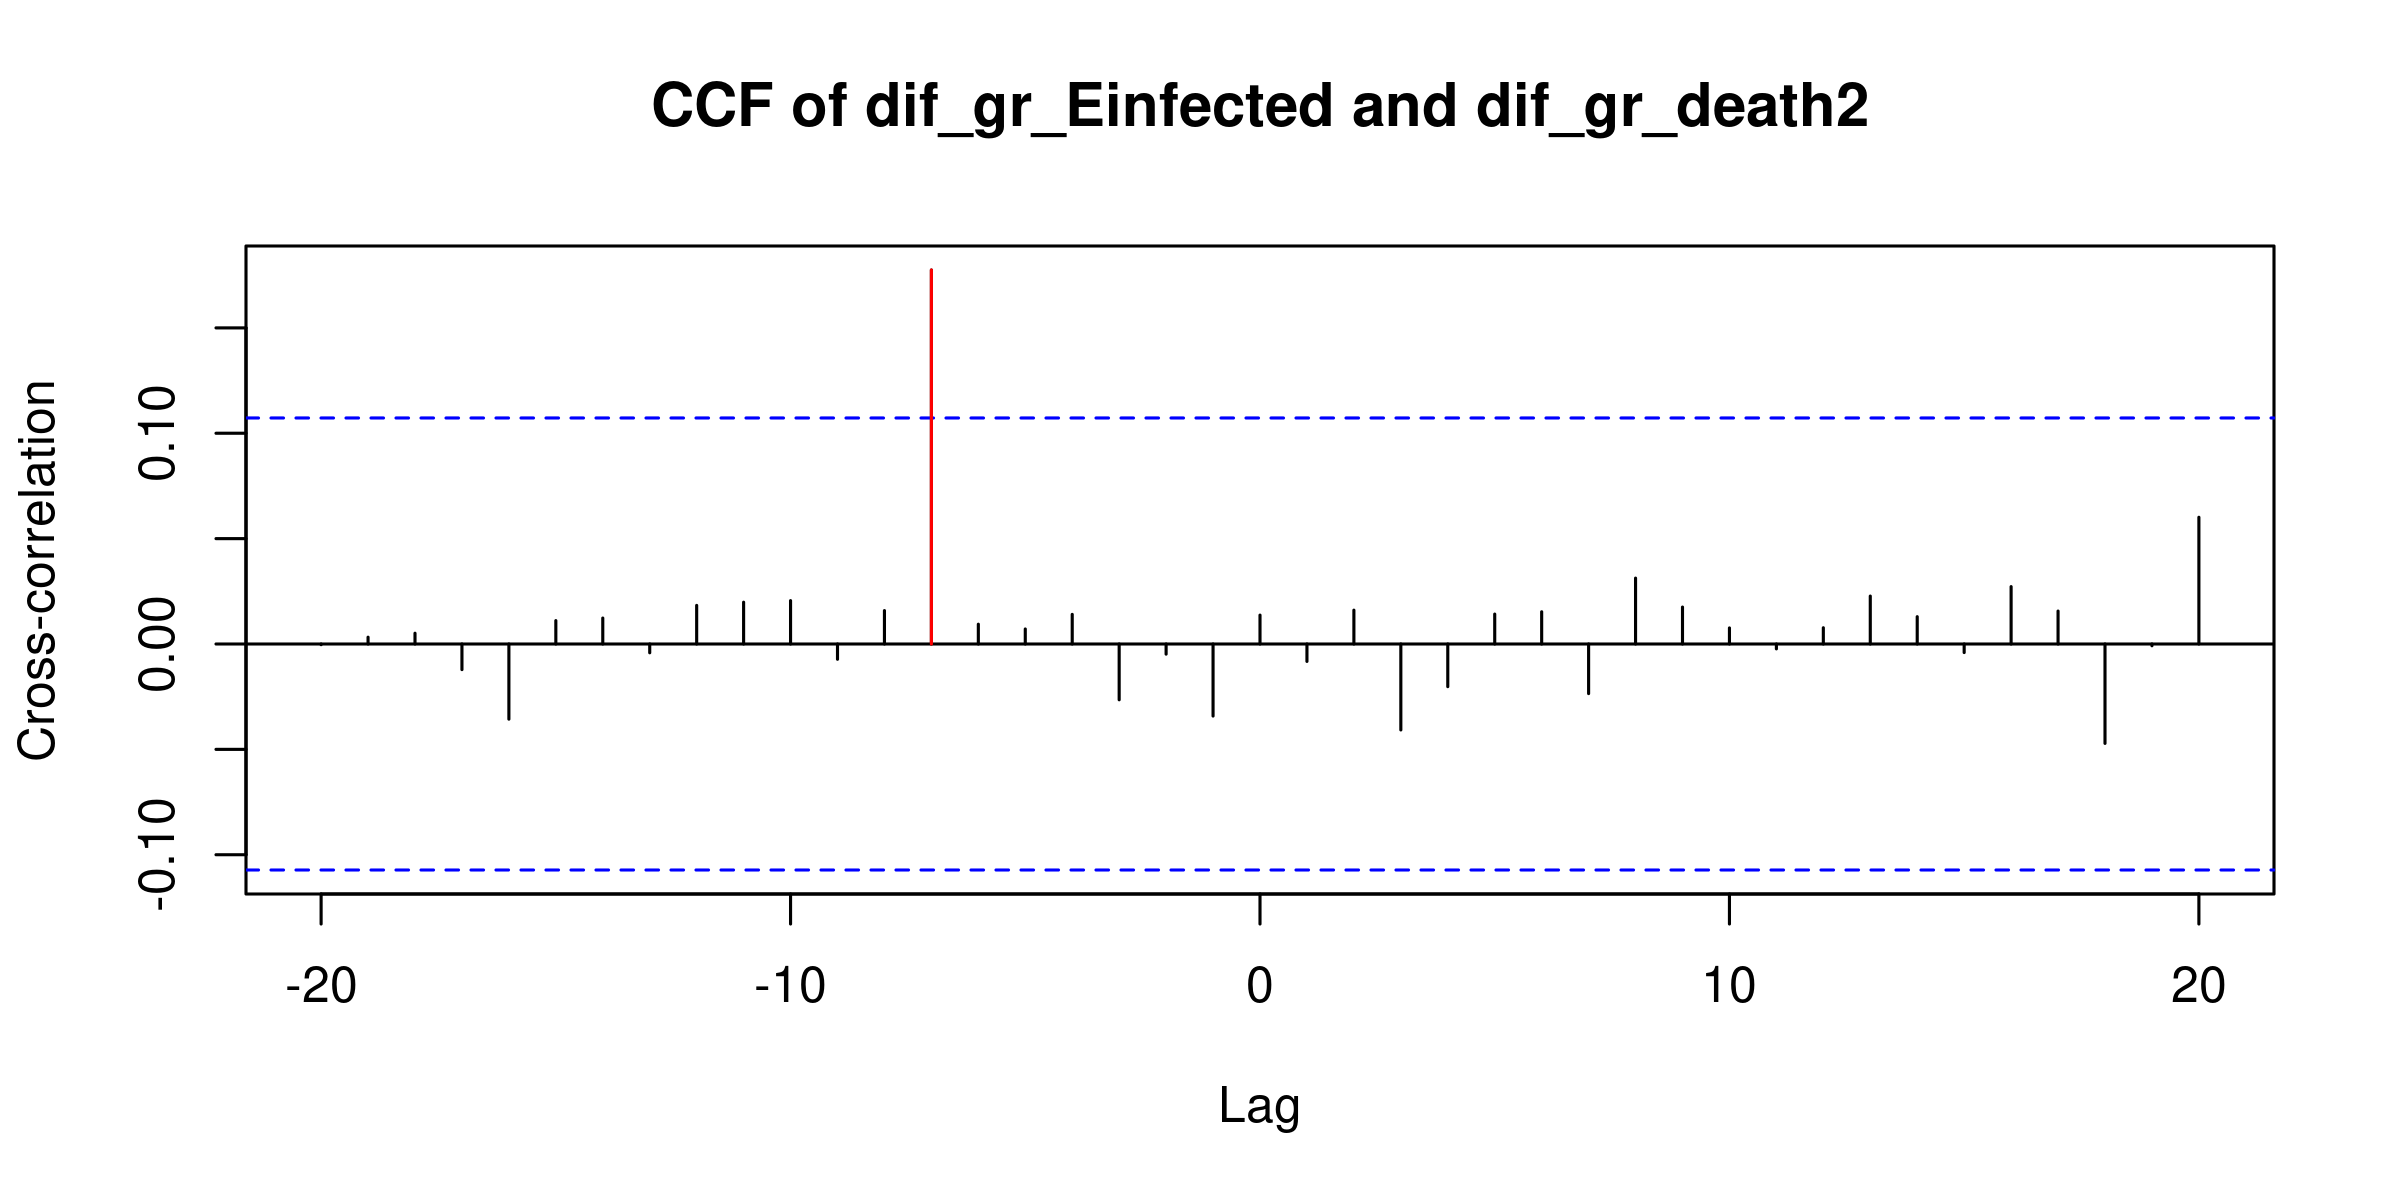 CCF of dif_gr_Einfected and dif_gr_death2
Cross-correlation
0.10
0.00
-0.10
-20 -10 0 10 20
Lag